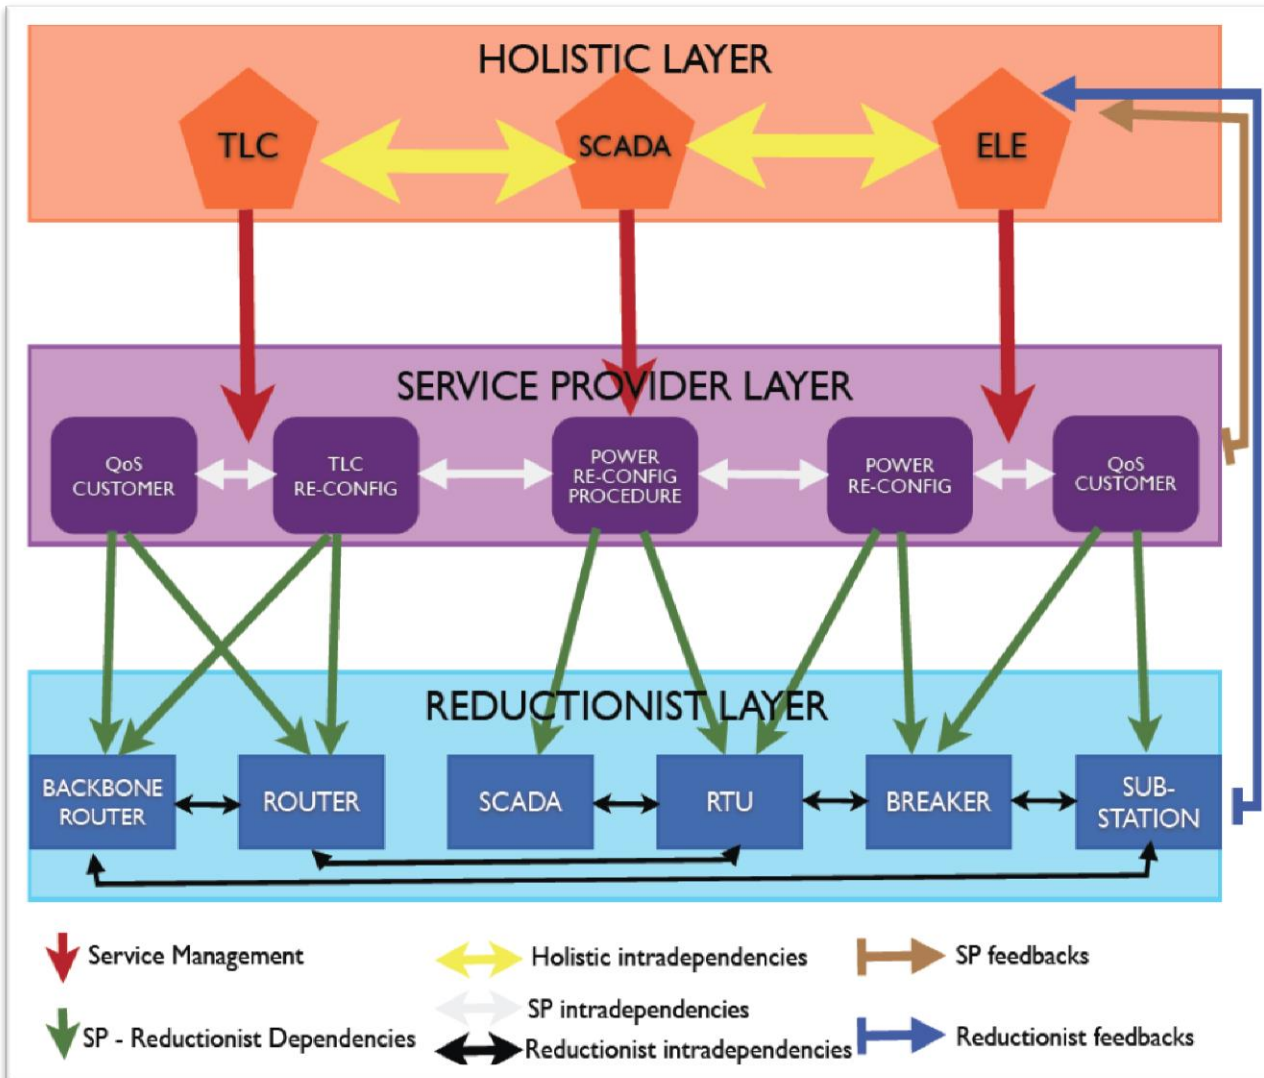 HOLISTIC LAYER
TLC
SCADA
ELE
SERVICE PROVIDER LAYER
QoS
CUSTOMER
TLC
RE-CONFIG
POWER
RE-CONFIG
PROCEDURE
POWER
RE-CONFIG
QoS
CUSTOMER
REDUCTIONIST LAYER
BACKBONE
ROUTER
ROUTER
SCADA
RTU
BREAKER
SUB-
STATION
Service Management
Holistic intradependencies
SP feedbacks
SP intradependencies
SP - Reductionist Dependencies
Reductionist intradependencies
Reductionist feedbacks